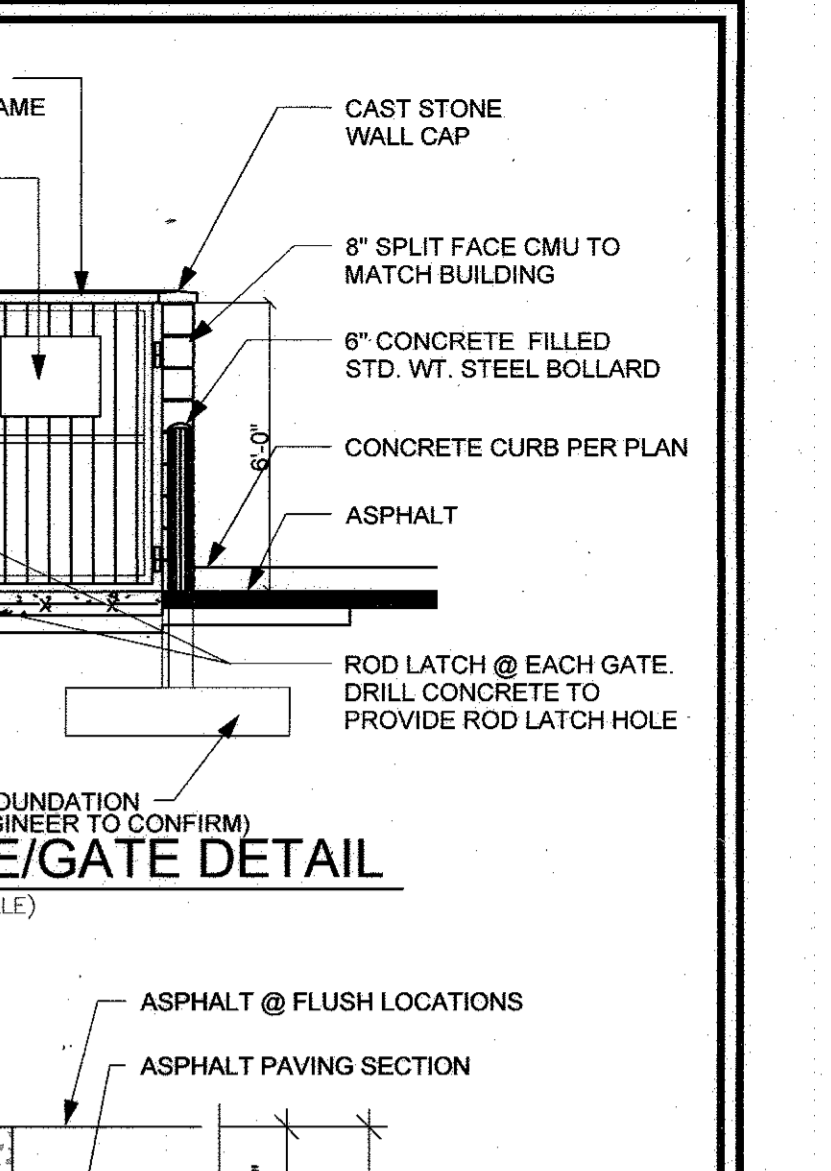 AME
CAST STONE
WALL CAP
8" SPLIT FACE CMU TO
MATCH BUILDING
6" CONCRETE FILLED
STD. WT. STEEL BOLLARD
6'-0"
CONCRETE CURB PER PLAN
ASPHALT
ROD LATCH @ EACH GATE.
DRILL CONCRETE TO
PROVIDE ROD LATCH HOLE
OUNDATION
GINEER TO CONFIRM)
E/GATE DETAIL
LE)
ASPHALT @ FLUSH LOCATIONS
ASPHALT PAVING SECTION
"